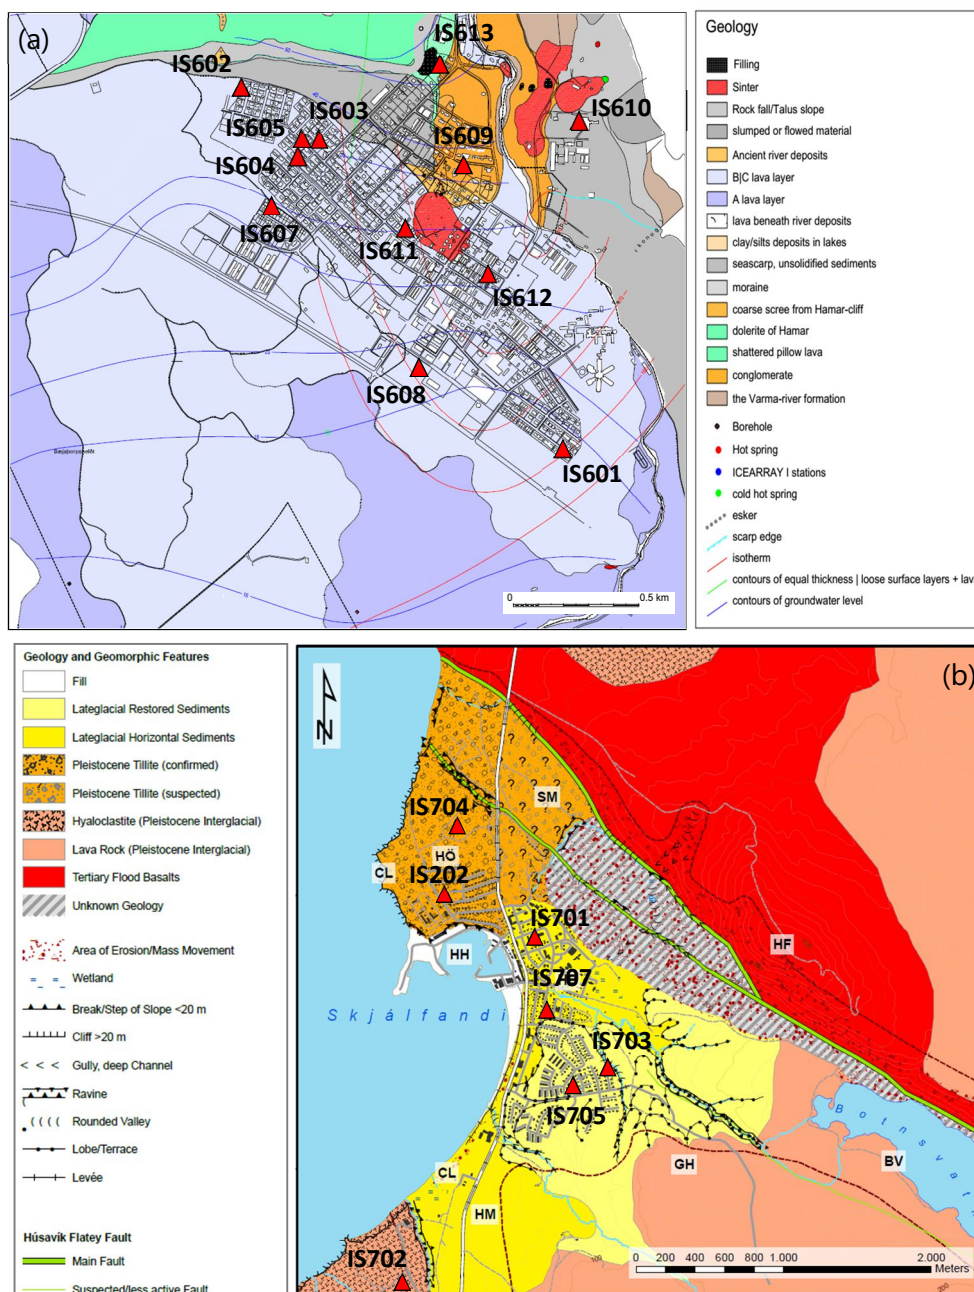 (a)
IS613
IS602
IS603
IS605
IS610
IS609
IS604
IS607
IS611
IS612
IS608
IS601
0 0.5 km
Geology
Filling
Sinter
Rock fall/Talus slope
slumped or flowed material
Ancient river deposits
B|C lava layer
A lava layer
lava beneath river deposits
clay/silts deposits in lakes
seascarp, unsolidified sediments
moraine
coarse scree from Hamar-cliff
dolerite of Hamar
shattered pillow lava
conglomerate
the Varma-river formation
Borehole
Hot spring
ICEARRAY I stations
cold hot spring
esker
scarp edge
isotherm
contours of equal thickness | loose surface layers + lav
contours of groundwater level
Geology and Geomorphic Features
Fill
Lateglacial Restored Sediments
Lateglacial Horizontal Sediments
Pleistocene Tillite (confirmed)
Pleistocene Tillite (suspected)
Hyaloclastite (Pleistocene Interglacial)
Lava Rock (Pleistocene Interglacial)
Tertiary Flood Basalts
Unknown Geology
Area of Erosion/Mass Movement
Wetland
Break/Step of Slope <20 m
Cliff >20 m
Gully, deep Channel
Ravine
Rounded Valley
Lobe/Terrace
Levée
Húsavík Flatey Fault
Main Fault
Suspected/less active Fault
(b)
N
SM
IS704
HÖ
CL
IS202
IS701
HF
HH
IS707
Skjálfandi
IS703
IS705
Botnsvatn
BV
GH
CL
HM
IS702
0 200 400 600 800 1.000 2.000
Meters
100
200